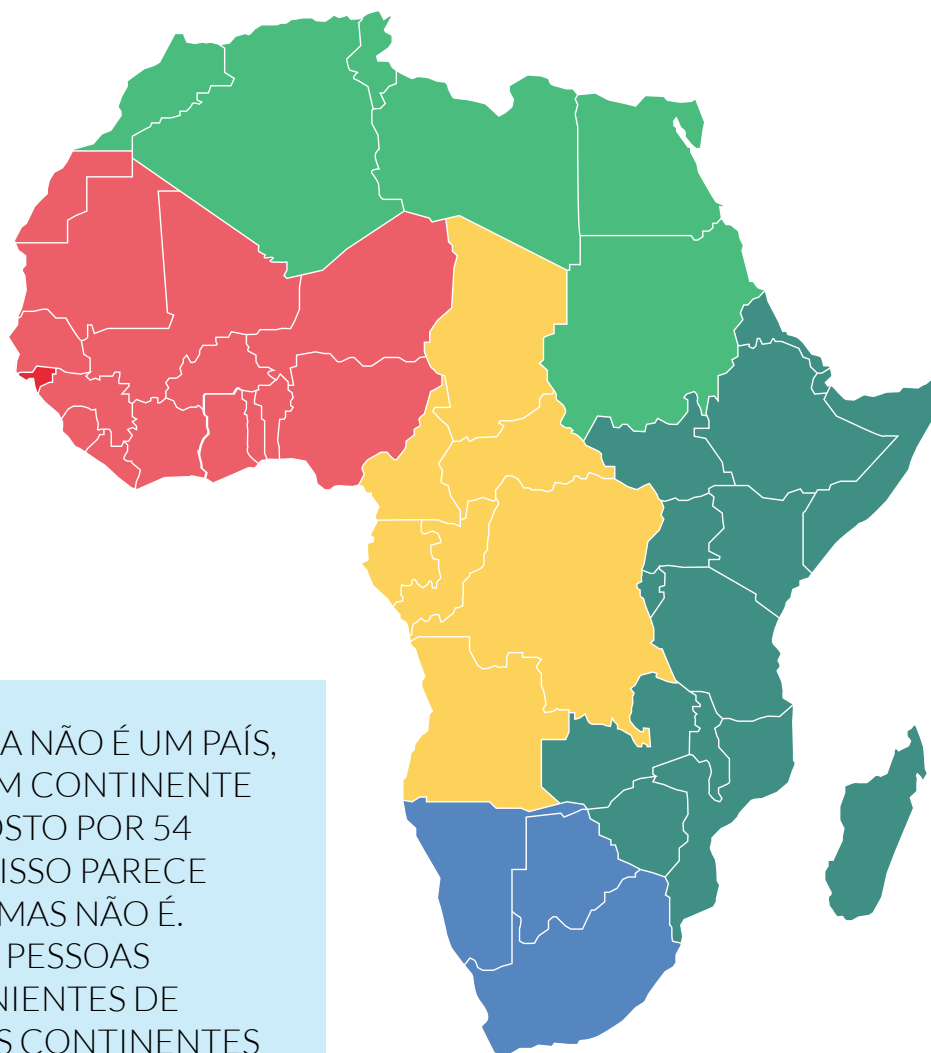 A NÃO É UM PAÍS,
M CONTINENTE
OSTO POR 54
ISSO PARECE
MAS NÃO É.
PESSOAS
NIENTES DE
S CONTINENTES